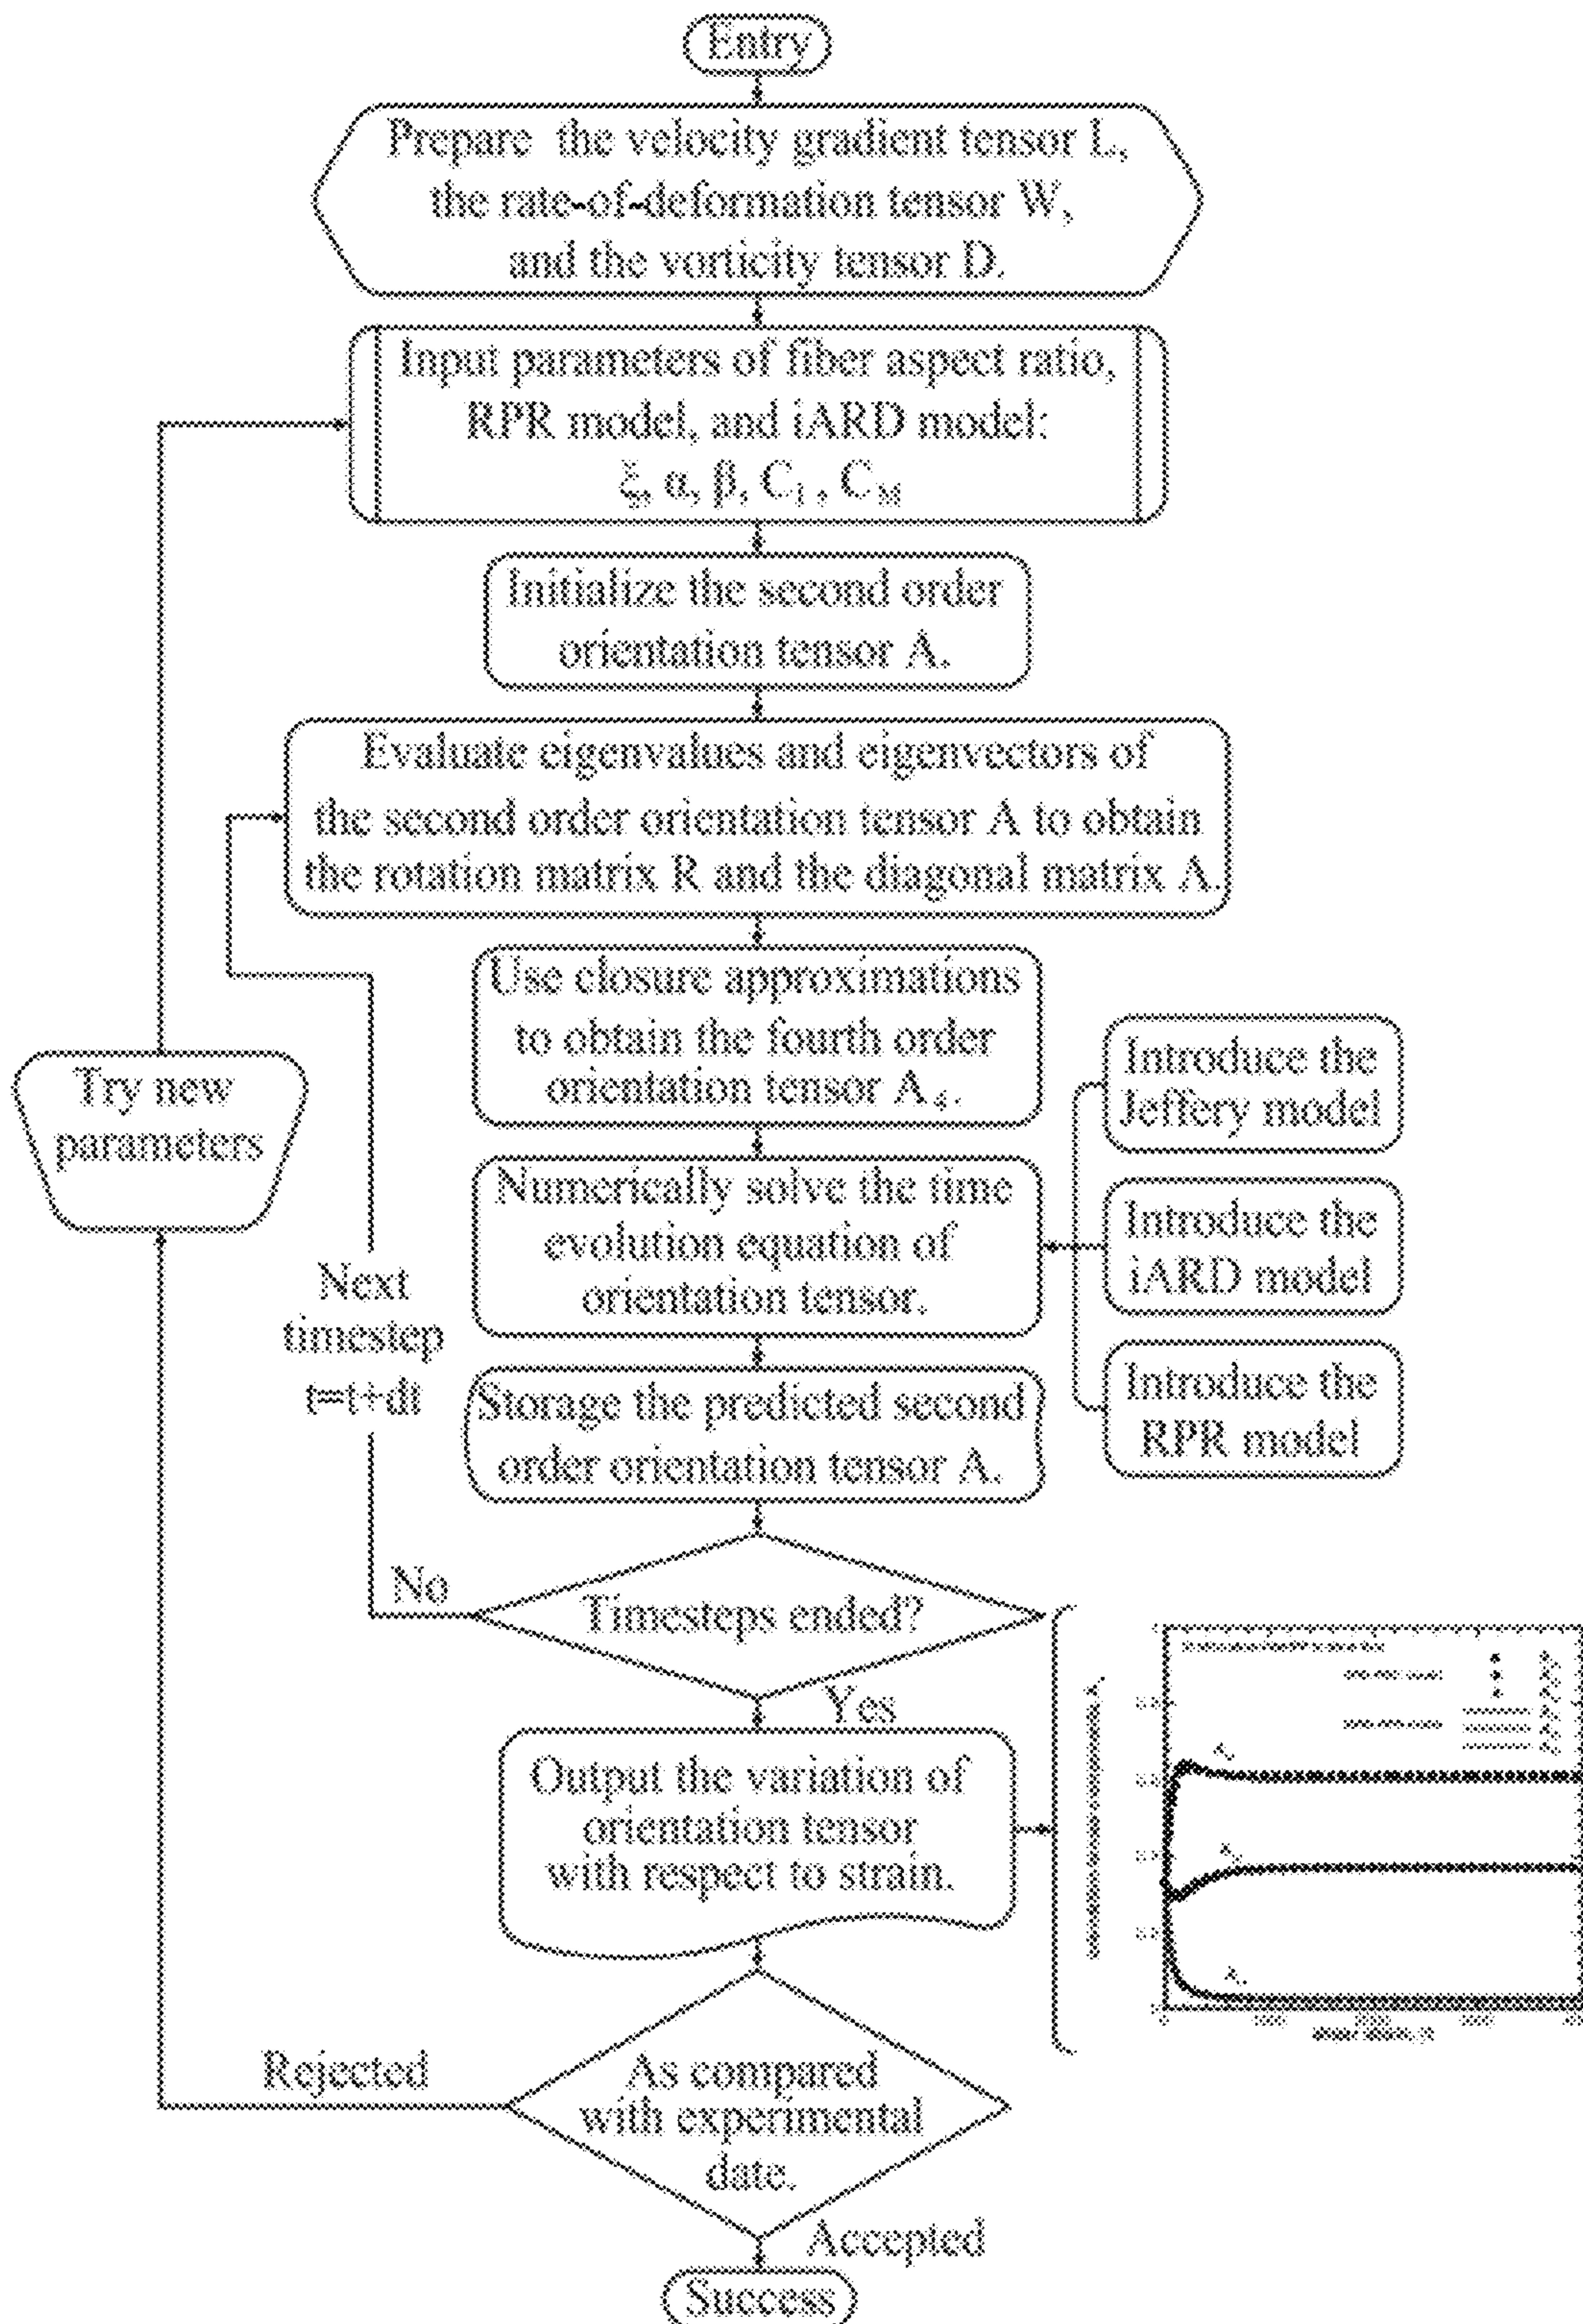 Entry
Prepare the velocity gradient tensor L,
the rate-of-deformation tensor W,
and the vorticity tensor D.
Input parameters of fiber aspect ratio,
RPR model, and iARD model:
ξ, α, β, C_I, C_M
Initialize the second order
orientation tensor A.
Evaluate eigenvalues and eigenvectors of
the second order orientation tensor A to obtain
the rotation matrix R and the diagonal matrix A.
Use closure approximations
to obtain the fourth order
orientation tensor A₄.
Introduce the
Jeffery model
Try new
parameters
Numerically solve the time
evolution equation of
orientation tensor.
Introduce the
iARD model
Next
timestep
t=t+dt
Storage the predicted second
order orientation tensor A.
Introduce the
RPR model
No
Timesteps ended?
Yes
Output the variation of
orientation tensor
with respect to strain.
Rejected
As compared
with experimental
date.
Accepted
Success